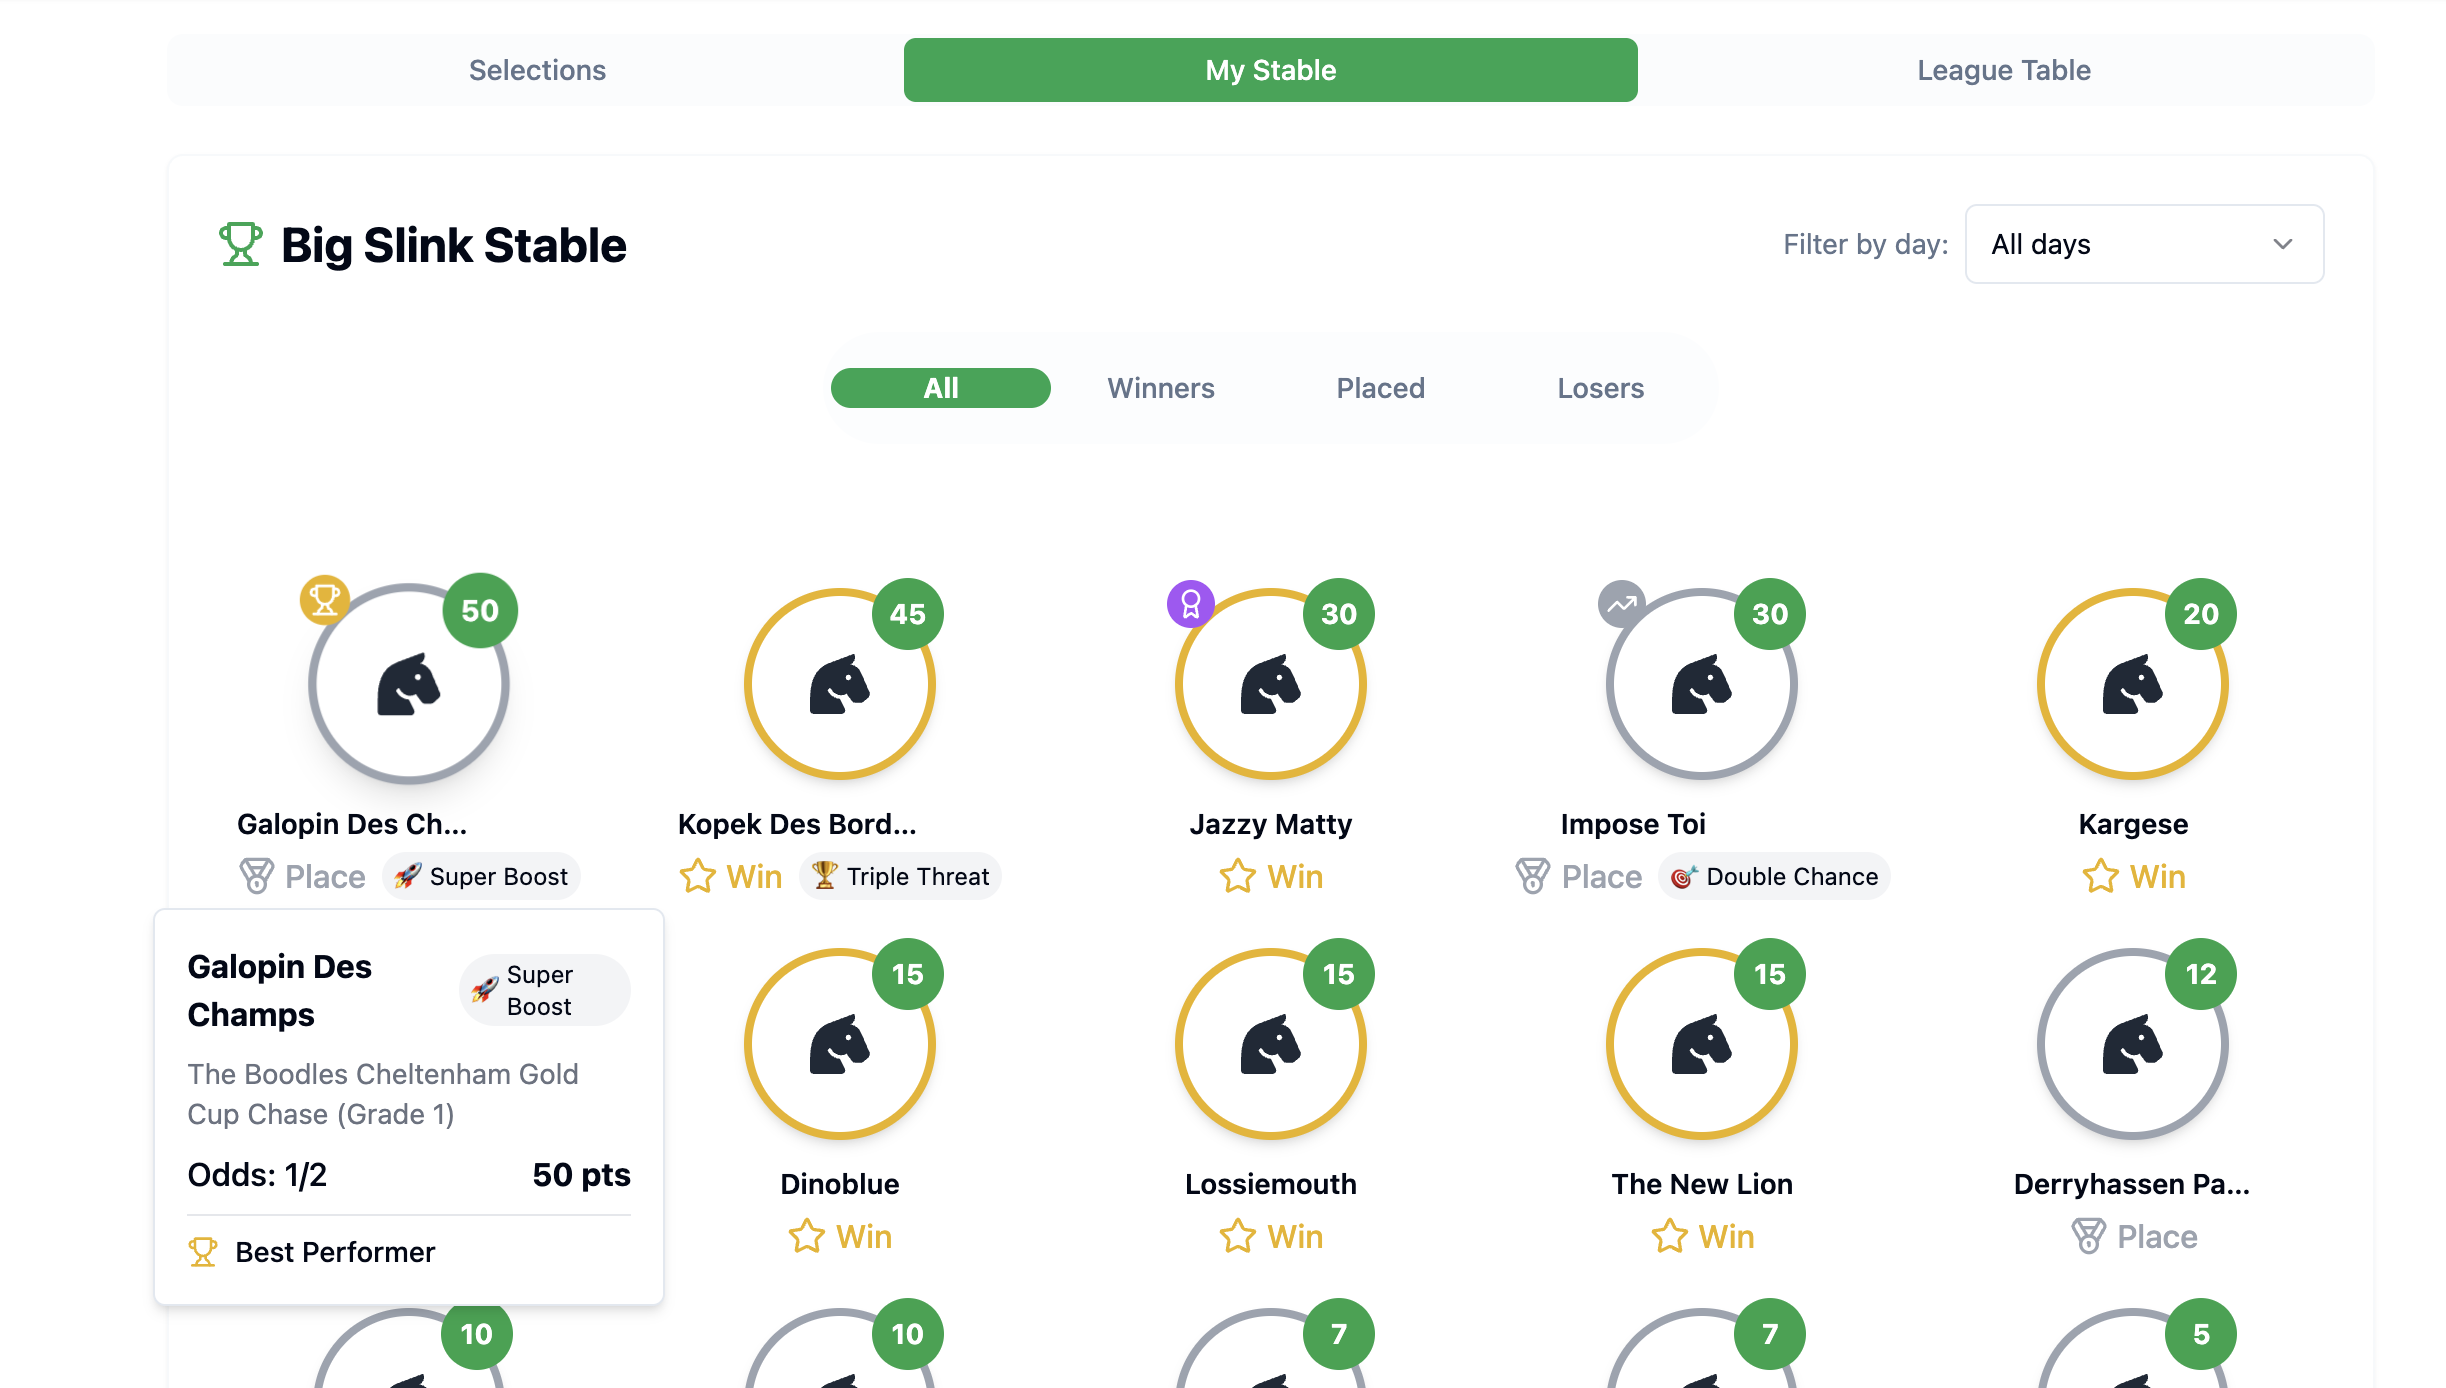 Selections
My Stable
League Table
Big Slink Stable
Filter by day:
All days
All
Winners
Placed
Losers
50
45
30
30
20
Galopin Des Ch...
Kopek Des Bord...
Jazzy Matty
Impose Toi
Kargese
Place
Super Boost
Win
Triple Threat
Win
Place
Double Chance
Win
Galopin Des
Champs
Super
Boost
The Boodles Cheltenham Gold
Cup Chase (Grade 1)
Odds: 1/2
50 pts
Best Performer
15
15
15
12
Dinoblue
Lossiemouth
The New Lion
Derryhassen Pa...
Win
Win
Win
Place
10
10
7
7
5